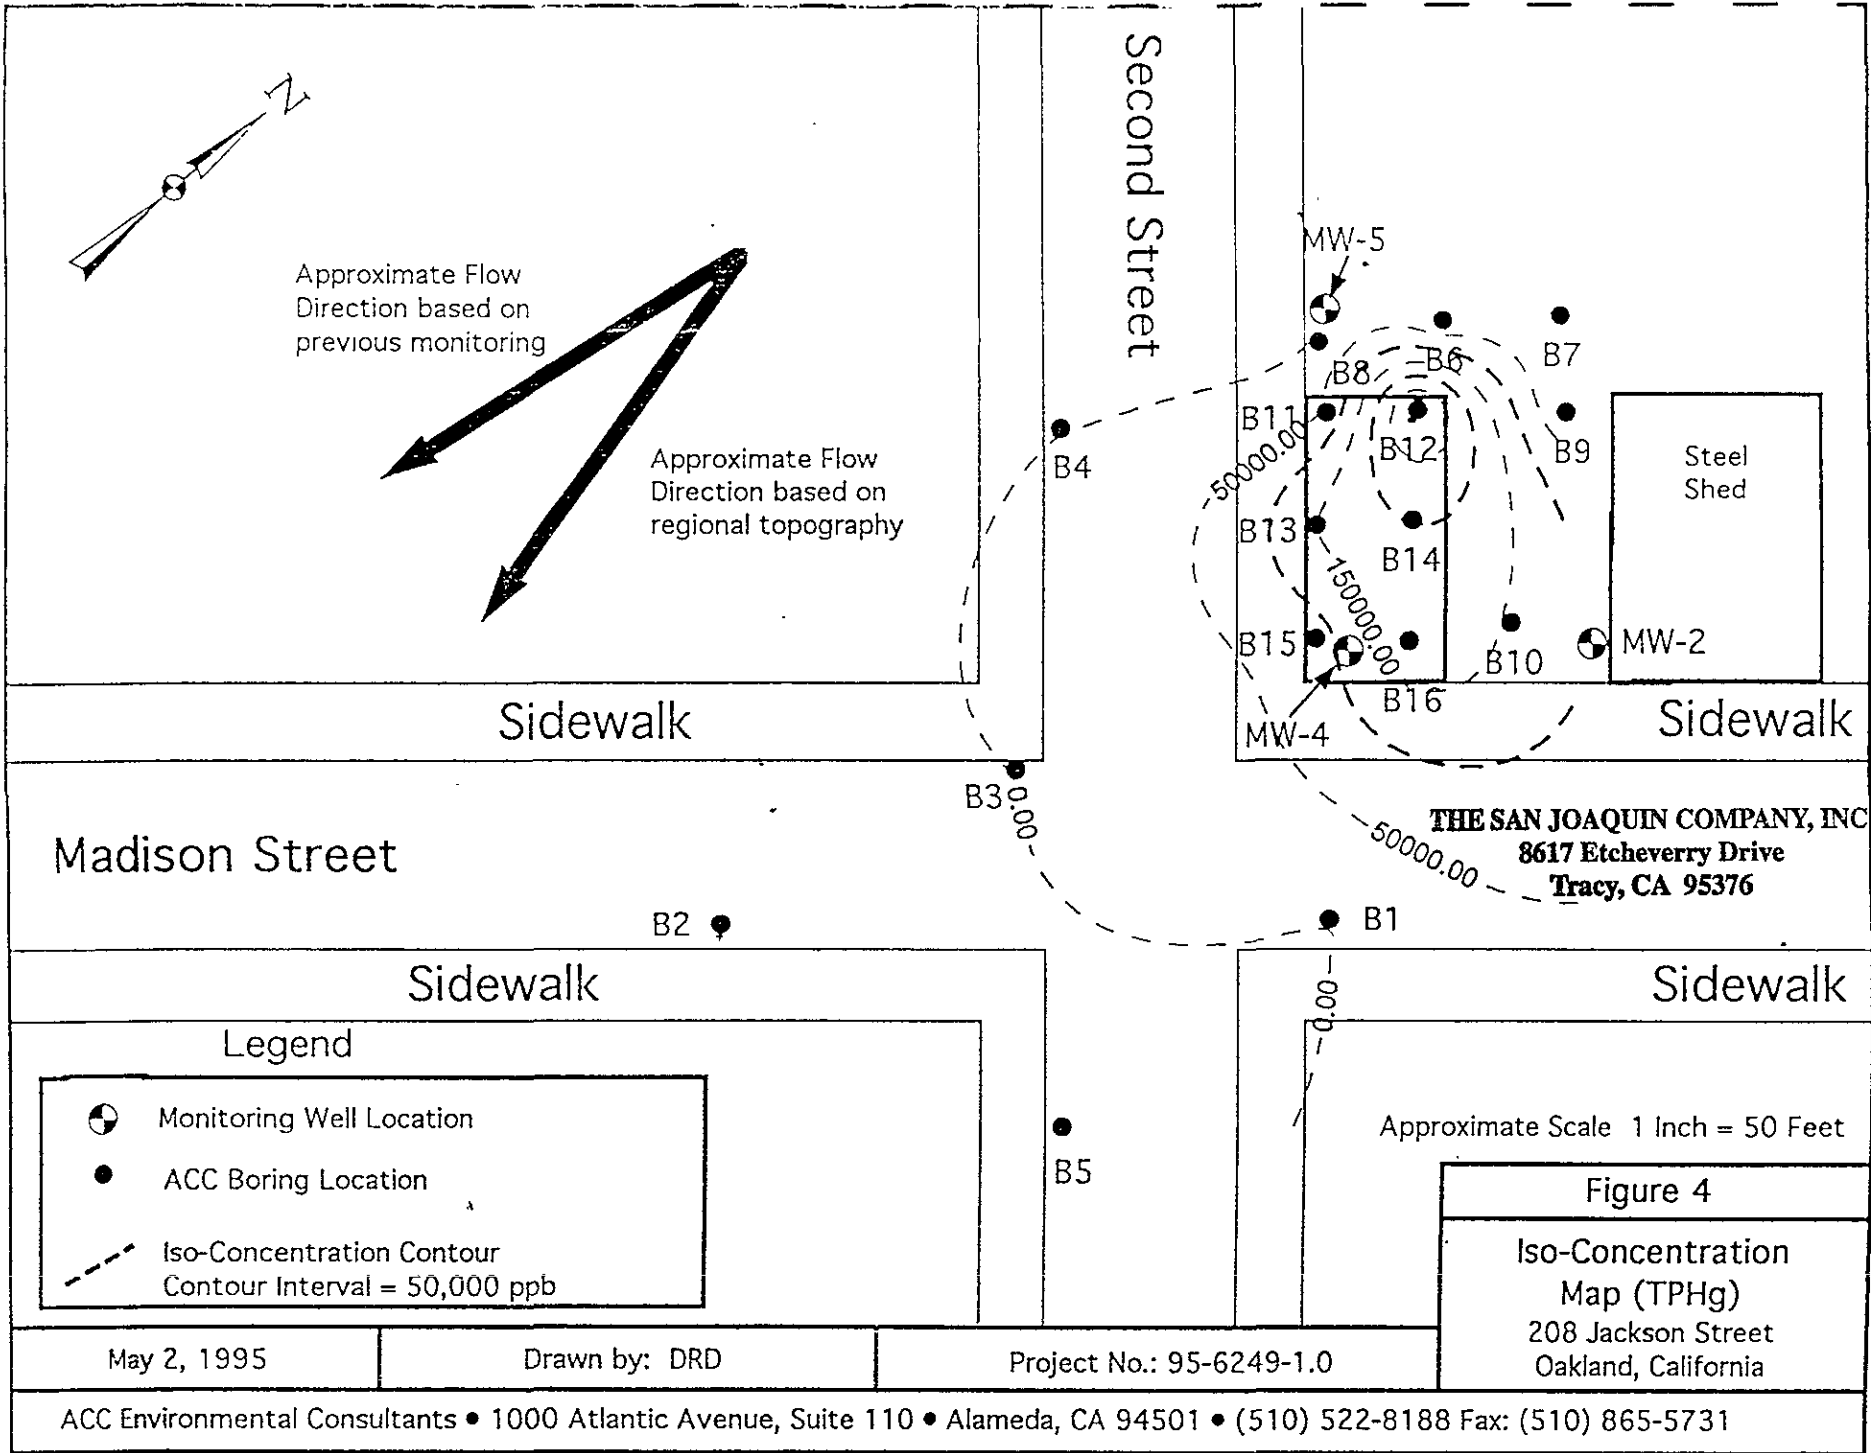 N
Second Street
MW-5
Approximate Flow
Direction based on
previous monitoring
B8
B6
B7
B11
B12
B9
50000.00
B4
Steel
Shed
Approximate Flow
Direction based on
regional topography
B13
B14
150000.00
B15
B16
B10
MW-2
MW-4
Sidewalk
Sidewalk
B3
0.00
Madison Street
50000.00
THE SAN JOAQUIN COMPANY, INC
8617 Etcheverry Drive
Tracy, CA 95376
B2
B1
Sidewalk
Sidewalk
0.00
Legend
Monitoring Well Location
ACC Boring Location
Iso-Concentration Contour
Contour Interval = 50,000 ppb
B5
Approximate Scale 1 Inch = 50 Feet
Figure 4
Iso-Concentration
Map (TPHg)
208 Jackson Street
Oakland, California
May 2, 1995
Drawn by: DRD
Project No.: 95-6249-1.0
ACC Environmental Consultants • 1000 Atlantic Avenue, Suite 110 • Alameda, CA 94501 • (510) 522-8188 Fax: (510) 865-5731